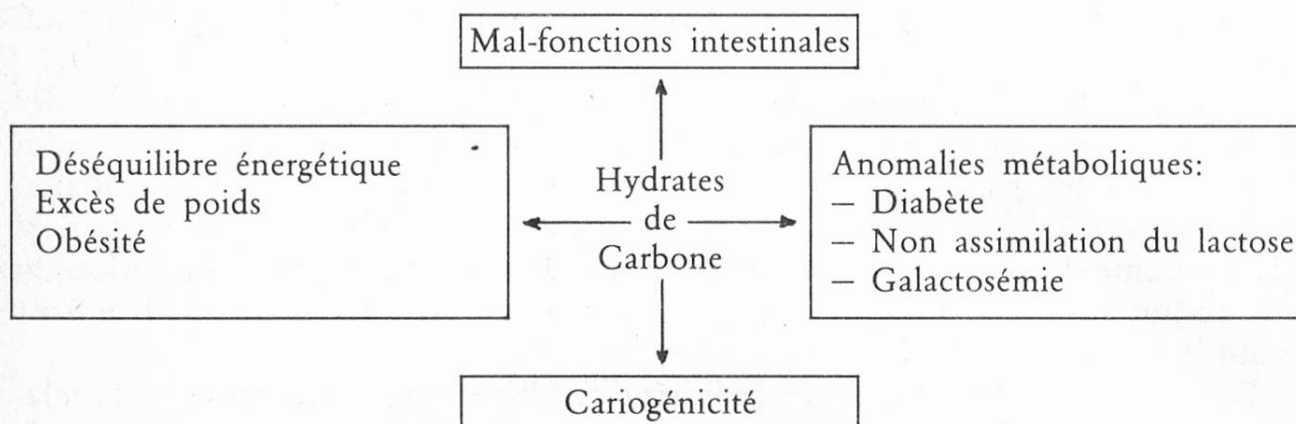 Mal-fonctions intestinales
Déséquilibre énergétique
Excès de poids
Obésité
Hydrates
de
Carbone
Anomalies métaboliques:
— Diabète
— Non assimilation du lactose
— Galactosémie
Cariogénicité